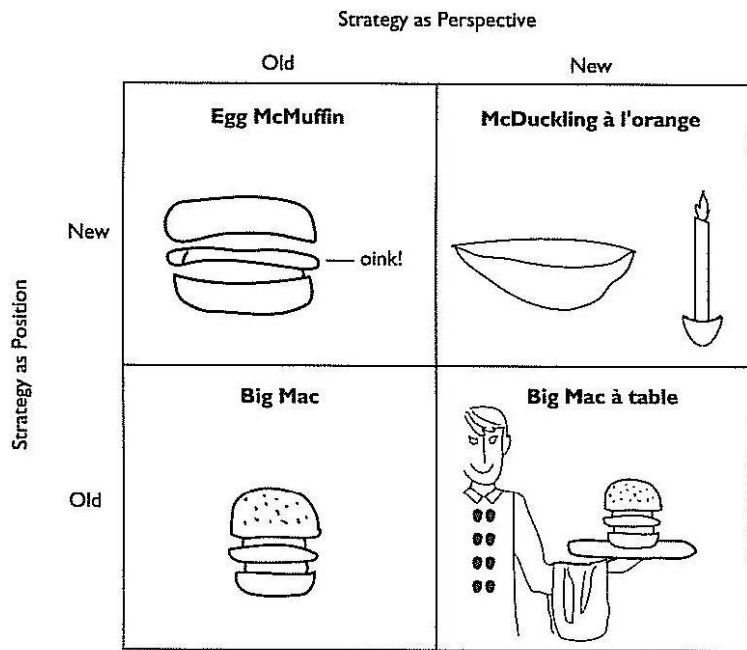 Strategy as Perspective
Old
New
Egg McMuffin
McDuckling à l'orange
New
oink!
Strategy as Position
Big Mac
Big Mac à table
Old